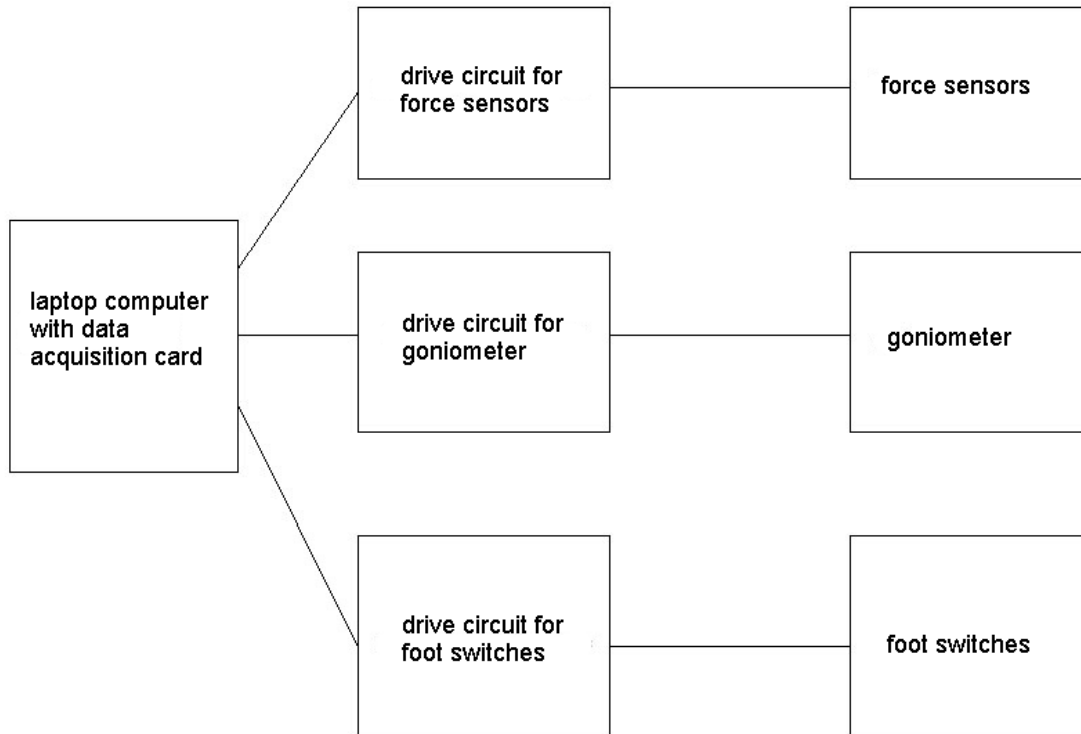 drive circuit for
force sensors
force sensors
laptop computer
with data
acquisition card
drive circuit for
goniometer
goniometer
drive circuit for
foot switches
foot switches